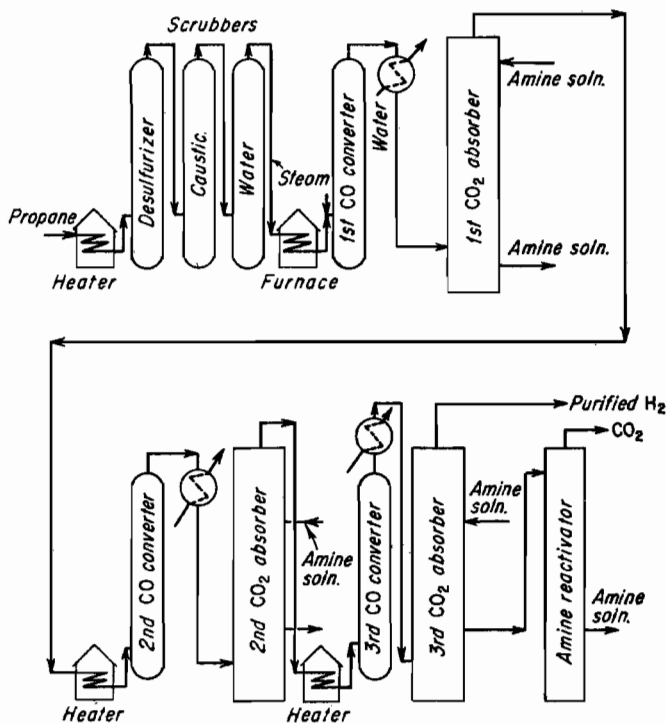 Scrubbers
Desulfurizer
Caustic.
Water
Steam
1st CO converter
Water
1st CO₂ absorber
Amine soln.
Amine soln.
Propane
Heater
Furnace
2nd CO converter
2nd CO₂ absorber
Amine
soln.
3rd CO converter
3rd CO₂ absorber
Purified H₂
CO₂
Amine
soln.
Amine reactivator
Amine
soln.
Heater
Heater